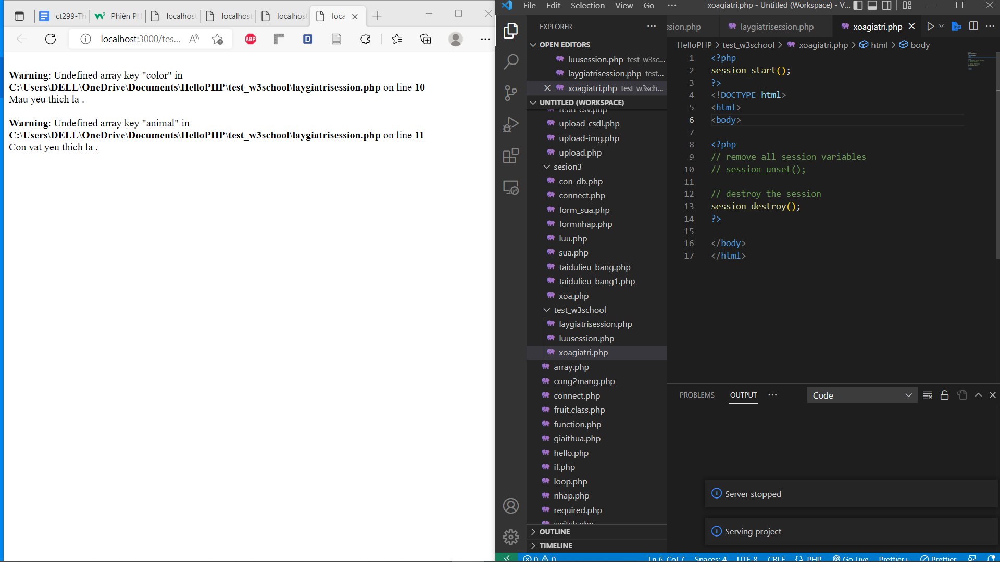 ct299-Th
Phiên PH
localhost
localhost
localhost
loca
localhost:3000/tes...
ABP
D
Warning: Undefined array key "color" in
C:\Users\DELL\OneDrive\Documents\HelloPHP\test_w3school\laygiatrisession.php on line 10
Mau yeu thich la .
Warning: Undefined array key "animal" in
C:\Users\DELL\OneDrive\Documents\HelloPHP\test_w3school\laygiatrisession.php on line 11
Con vat yeu thich la .
File Edit Selection View Go ··· xoagiatri.php - Untitled (Workspace) - V...
EXPLORER
OPEN EDITORS
luusession.php test_w3sc...
laygiatrisession.php test...
xoagiatri.php test_w3sch...
UNTITLED (WORKSPACE)
read-csv.php
upload-csdl.php
upload-img.php
upload.php
sesion3
con_db.php
connect.php
form_sua.php
formnhap.php
luu.php
sua.php
taidulieu_bang.php
taidulieu_bang1.php
xoa.php
test_w3school
laygiatrisession.php
luusession.php
xoagiatri.php
array.php
cong2mang.php
connect.php
fruit.class.php
function.php
giaithua.php
hello.php
if.php
loop.php
nhap.php
required.php
switch.php
OUTLINE
TIMELINE
ssion.php laygiatrisession.php xoagiatri.php
HelloPHP > test_w3school > xoagiatri.php > html > body
1 <?php
2 session_start();
3 ?>
4 <!DOCTYPE html>
5 <html>
6 <body>
7
8 <?php
9 // remove all session variables
10 // session_unset();
11
12 // destroy the session
13 session_destroy();
14 ?>
15
16 </body>
17 </html>
PROBLEMS OUTPUT ··· Code
Server stopped
Serving project
0 0 Ln 6, Col 7 Spaces: 4 UTF-8 CRLF {} PHP Go Live Prettier+ Prettier